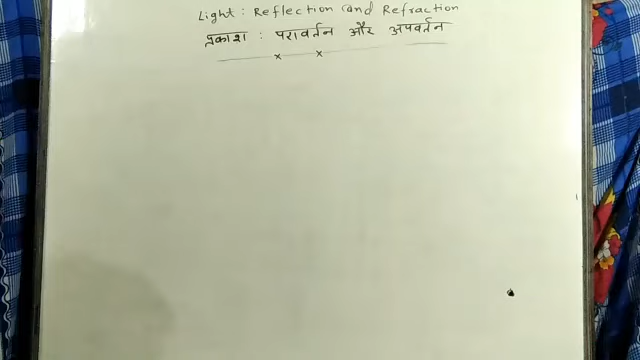 Light: Reflection and Refraction
प्रकाश : परावर्तन और अपवर्तन